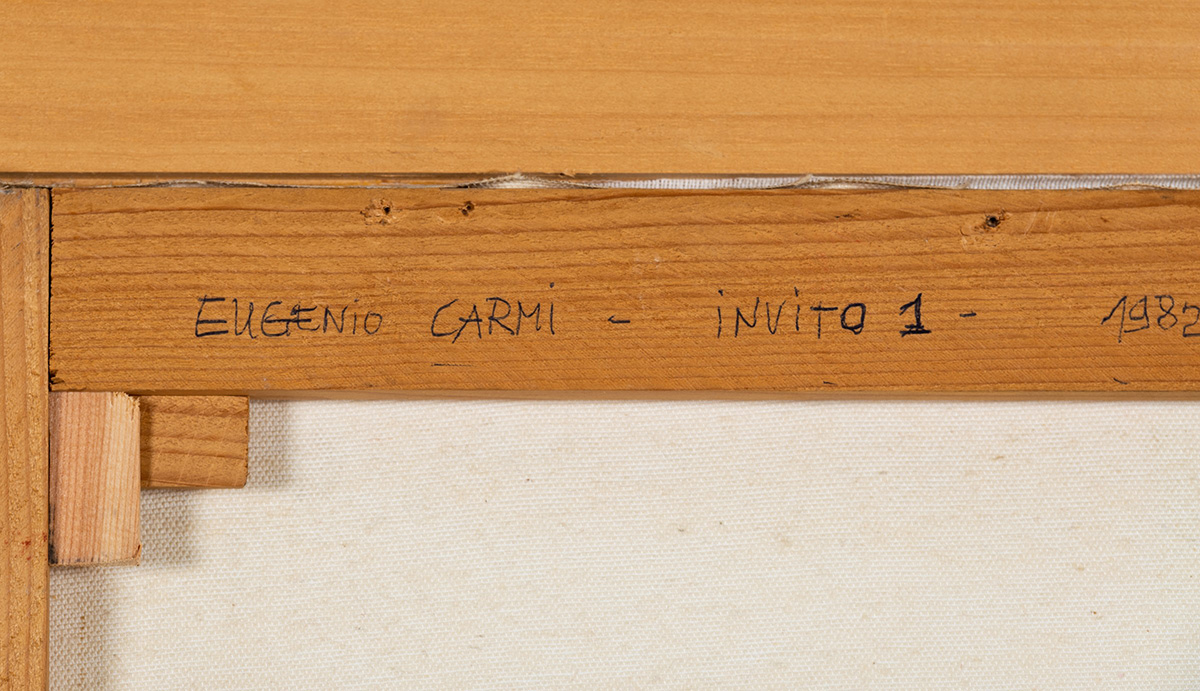 EUGENiO CARMi - iNViTO 1 - 1982